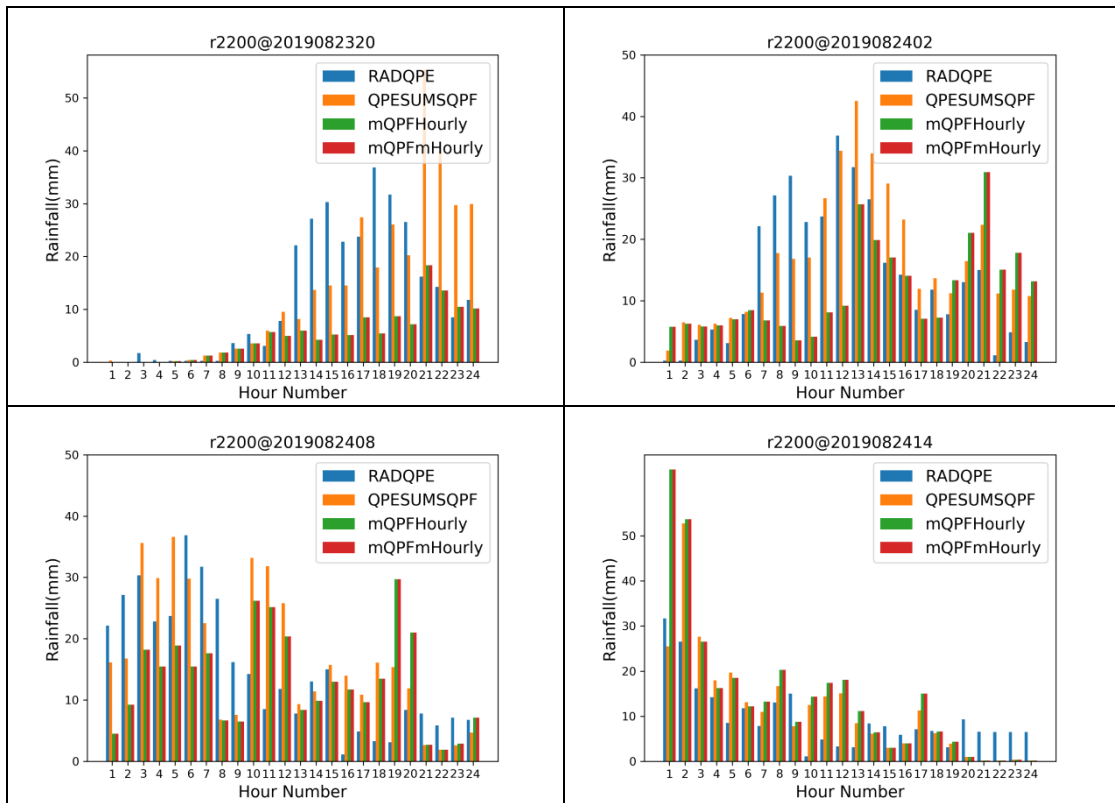 r2200@2019082320
RADQPE
QPESUMSQPF
mQPFHourly
mQPFmHourly
Rainfall(mm)
50
40
30
20
10
0
1 2 3 4 5 6 7 8 9 10 11 12 13 14 15 16 17 18 19 20 21 22 23 24
Hour Number
r2200@2019082402
RADQPE
QPESUMSQPF
mQPFHourly
mQPFmHourly
Rainfall(mm)
50
40
30
20
10
0
1 2 3 4 5 6 7 8 9 10 11 12 13 14 15 16 17 18 19 20 21 22 23 24
Hour Number
r2200@2019082408
RADQPE
QPESUMSQPF
mQPFHourly
mQPFmHourly
Rainfall(mm)
50
40
30
20
10
0
1 2 3 4 5 6 7 8 9 10 11 12 13 14 15 16 17 18 19 20 21 22 23 24
Hour Number
r2200@2019082414
RADQPE
QPESUMSQPF
mQPFHourly
mQPFmHourly
Rainfall(mm)
50
40
30
20
10
0
1 2 3 4 5 6 7 8 9 10 11 12 13 14 15 16 17 18 19 20 21 22 23 24
Hour Number